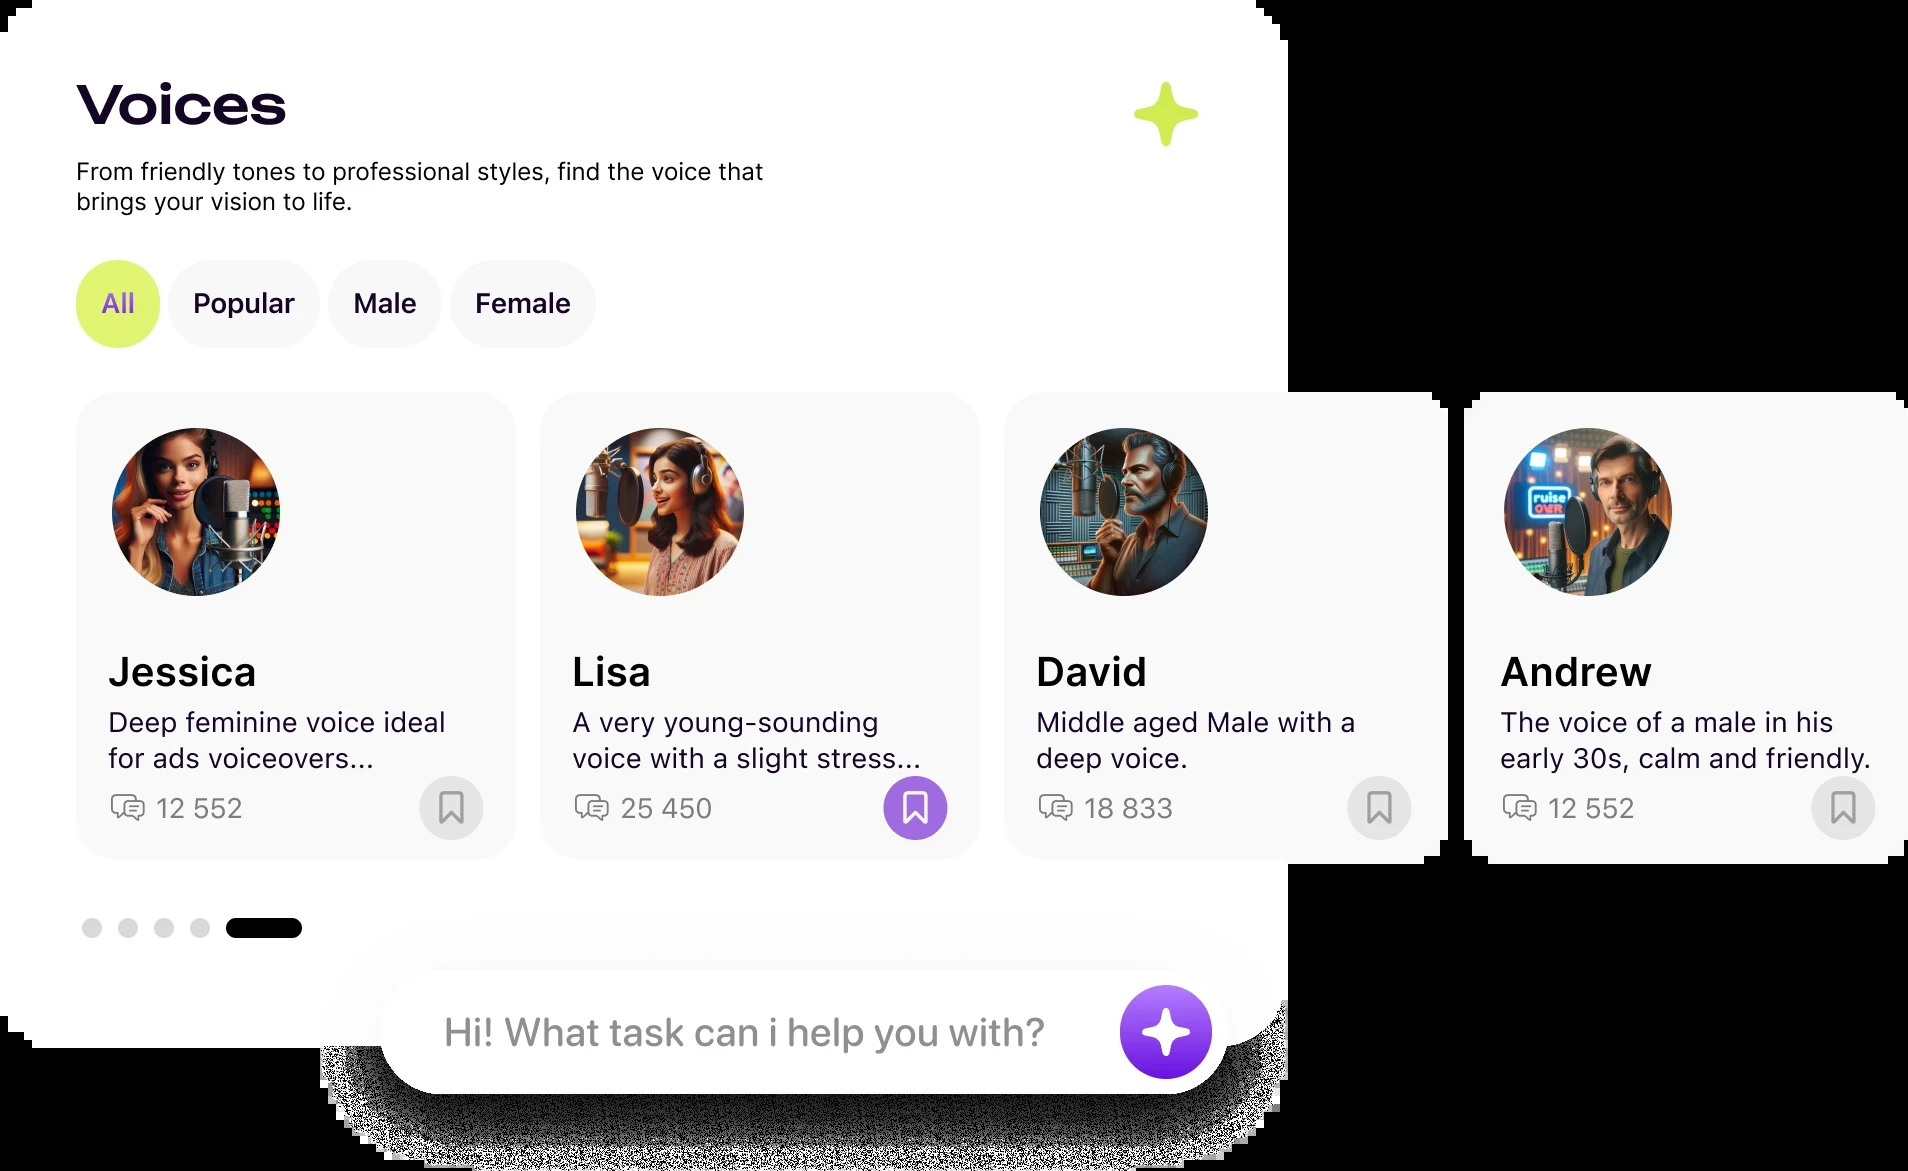 Voices
From friendly tones to professional styles, find the voice that
brings your vision to life.
All
Popular
Male
Female
Jessica
Deep feminine voice ideal
for ads voiceovers...
12 552
Lisa
A very young-sounding
voice with a slight stress...
25 450
David
Middle aged Male with a
deep voice.
18 833
ruise
OVER
Andrew
The voice of a male in his
early 30s, calm and friendly.
12 552
Hi! What task can i help you with?